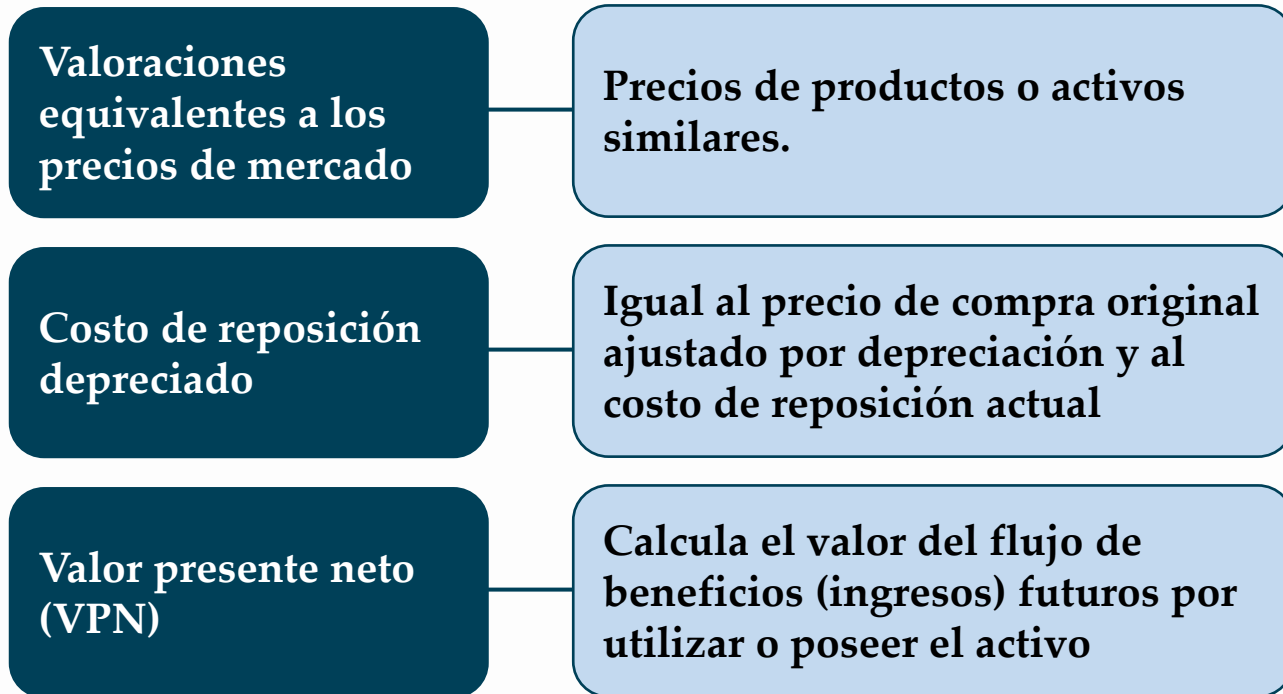 Valoraciones
equivalentes a los
precios de mercado
Precios de productos o activos
similares.
Costo de reposición
depreciado
Igual al precio de compra original
ajustado por depreciación y al
costo de reposición actual
Valor presente neto
(VPN)
Calcula el valor del flujo de
beneficios (ingresos) futuros por
utilizar o poseer el activo